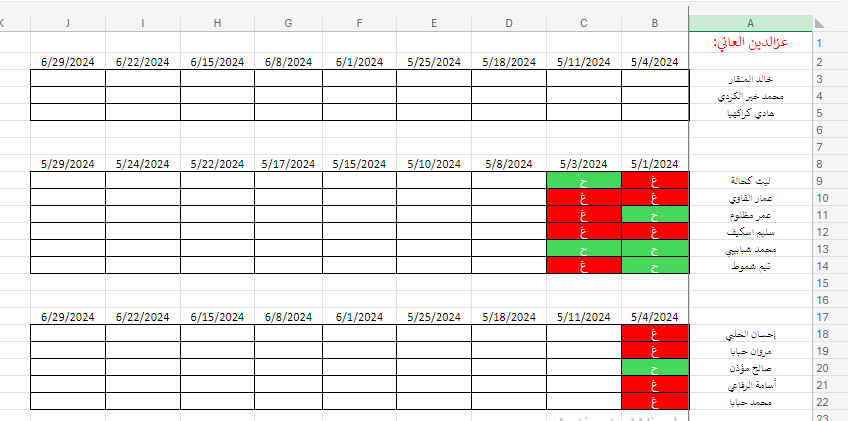 K J I H G F E D C B A
عزالدين العاني: 1
6/29/2024 6/22/2024 6/15/2024 6/8/2024 6/1/2024 5/25/2024 5/18/2024 5/11/2024 5/4/2024 2
خالد المنقار 3
محمد خير الكردي 4
هادي كراكهيا 5
6
7
5/29/2024 5/24/2024 5/22/2024 5/17/2024 5/15/2024 5/10/2024 5/8/2024 5/3/2024 5/1/2024 8
ح غ ليث كحالة 9
غ غ عمار القاوي 10
غ ح عمر مظلوم 11
غ غ سليم اسكيف 12
ح ح محمد شبايبي 13
غ ح تيم شموط 14
15
16
6/29/2024 6/22/2024 6/15/2024 6/8/2024 6/1/2024 5/25/2024 5/18/2024 5/11/2024 5/4/2024 17
غ إحسان الحلبي 18
غ مروان حبابا 19
ح صالح مؤذن 20
غ أسامة الرفاعي 21
غ محمد حبابا 22
23